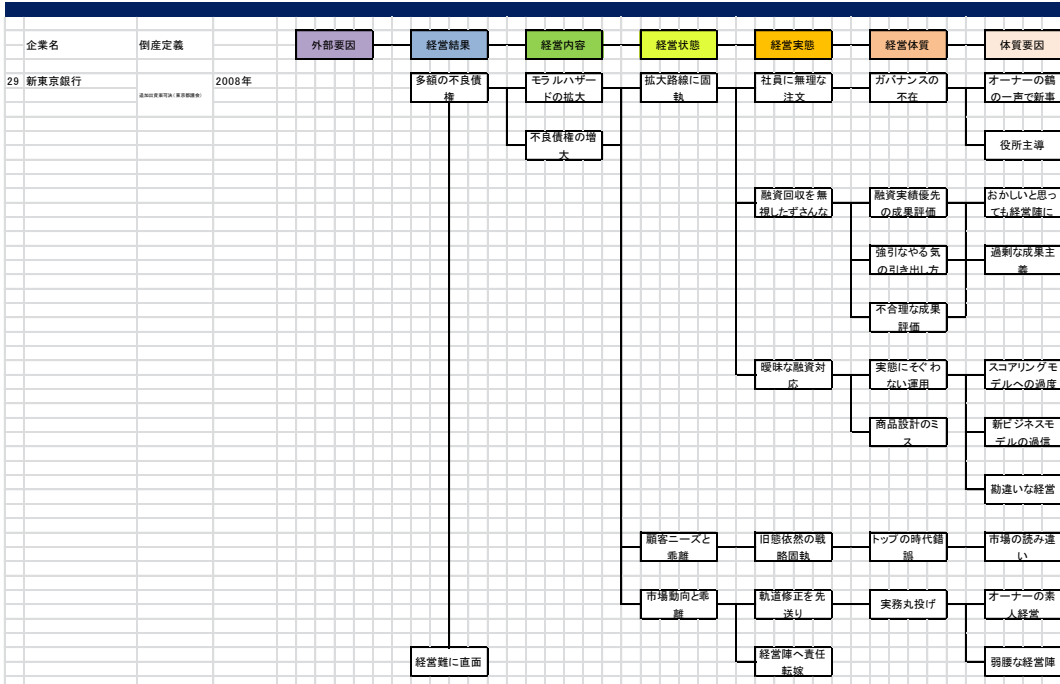 企業名
倒産定義
外部要因
経営結果
経営内容
経営状態
経営実態
経営体質
体質要因
29 新東京銀行
2008年
追加出資案可決(東京都議会)
多額の不良債
権
モラルハザー
ドの拡大
拡大路線に固
執
社員に無理な
注文
ガバナンスの
不在
オーナーの鶴
の一声で新事
不良債権の増
大
役所主導
融資回収を無
視したずさんな
融資実績優先
の成果評価
おかしいと思っ
ても経営陣に
強引なやる気
の引き出し方
過剰な成果主
義
不合理な成果
評価
曖昧な融資対
応
実態にそぐわ
ない運用
スコアリングモ
デルへの過度
商品設計のミ
ス
新ビジネスモ
デルの過信
勘違いな経営
顧客ニーズと
乖離
旧態依然の戦
略固執
トップの時代錯
誤
市場の読み違
い
市場動向と乖
離
軌道修正を先
送り
実務丸投げ
オーナーの素
人経営
経営難に直面
経営陣へ責任
転嫁
弱腰な経営陣